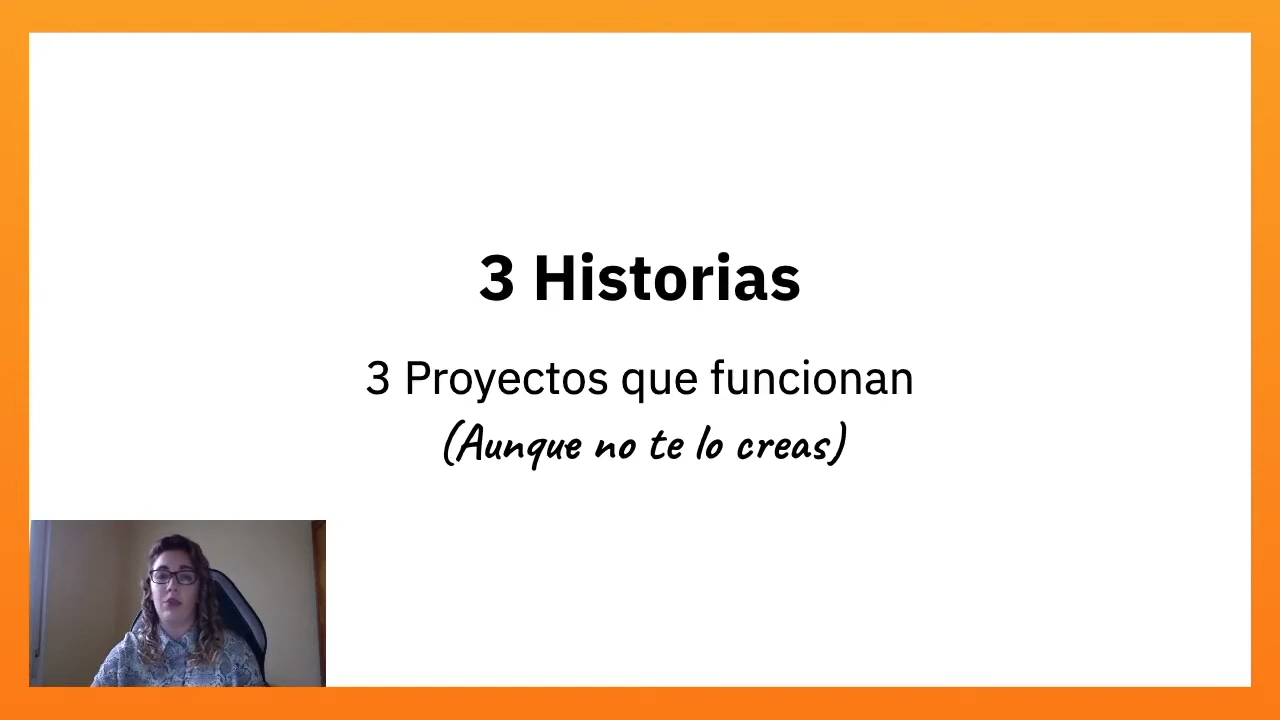 3 Historias
3 Proyectos que funcionan
(Aunque no te lo creas)